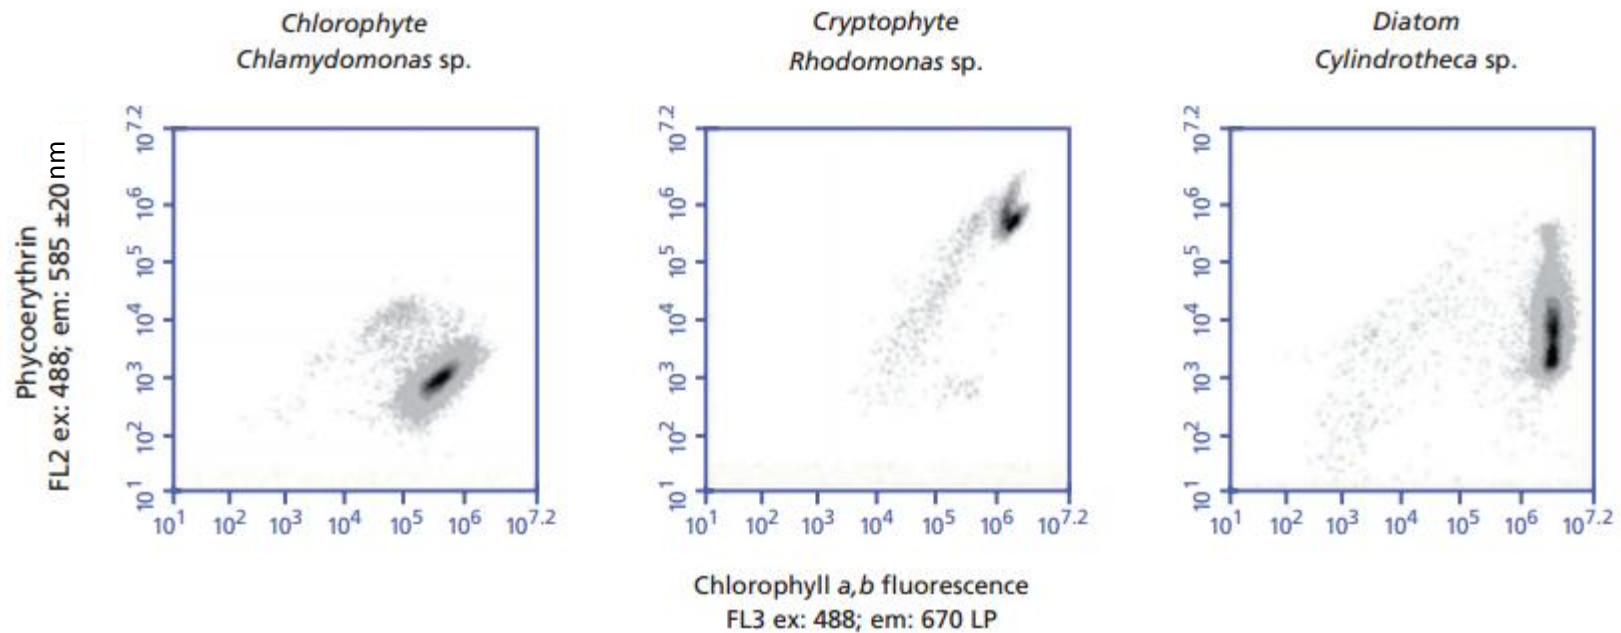 Chlorophyte
Chlamydomonas sp.
Cryptophyte
Rhodomonas sp.
Diatom
Cylindrotheca sp.
Phycoerythrin
FL2 ex: 488; em: 585 ±20nm
10^7.2
10^6
10^5
10^4
10^3
10^2
10^1
10^1 10^2 10^3 10^4 10^5 10^6 10^7.2
10^7.2
10^6
10^5
10^4
10^3
10^2
10^1
10^1 10^2 10^3 10^4 10^5 10^6 10^7.2
10^7.2
10^6
10^5
10^4
10^3
10^2
10^1
10^1 10^2 10^3 10^4 10^5 10^6 10^7.2
Chlorophyll a,b fluorescence
FL3 ex: 488; em: 670 LP